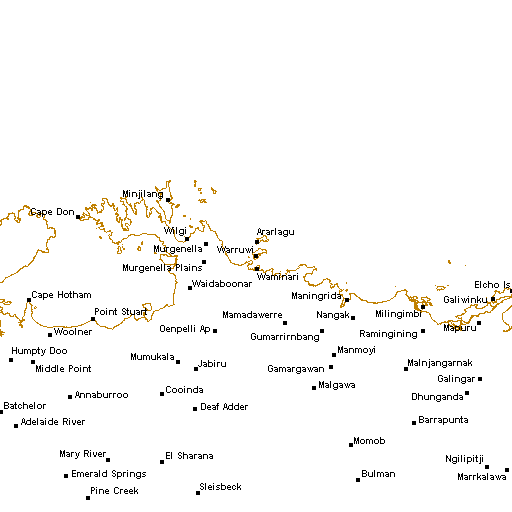 Minjilang
Cape Don
Wilgi
Ararlagu
Murgenella
Warruwi
Murgenella Plains
Waminari
Waidaboonar
Elcho Is
Cape Hotham
Maningrida
Galiwinku
Point Stuart
Mamadawerre
Nangak
Milingimbi
Mapuru
Woolner
Oenpelli Ap
Gumarrirnbang
Ramingining
Humpty Doo
Mumukala
Manmoyi
Middle Point
Jabiru
Gamargawan
Malnjangarnak
Galingar
Annaburroo
Cooinda
Malgawa
Dhunganda
Batchelor
Deaf Adder
Adelaide River
Barrapunta
Momob
Mary River
El Sharana
Ngilipitji
Emerald Springs
Bulman
Marrkalawa
Pine Creek
Sleisbeck